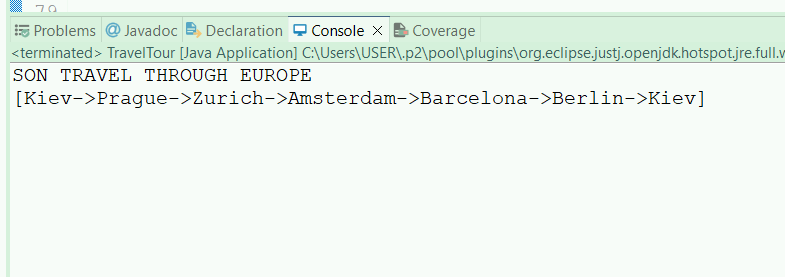 79
Problems @ Javadoc Declaration Console Coverage
<terminated> TravelTour [Java Application] C:\Users\USER\.p2\pool\plugins\org.eclipse.justj.openjdk.hotspot.jre.full.w
SON TRAVEL THROUGH EUROPE
[Kiev->Prague->Zurich->Amsterdam->Barcelona->Berlin->Kiev]